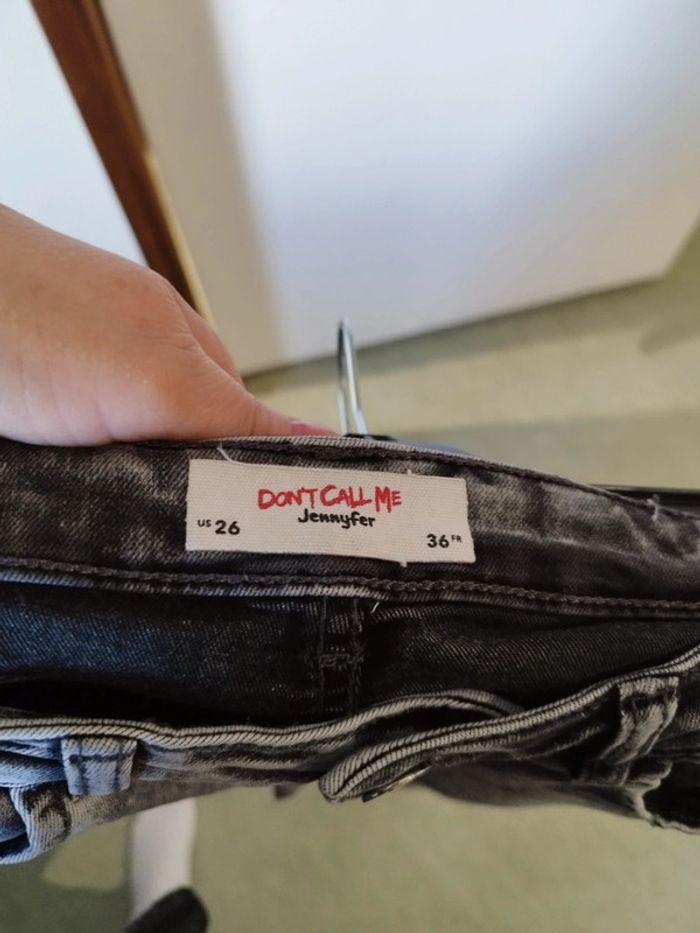 DON'T CALL ME
Jennyfer
US 26
36 FR